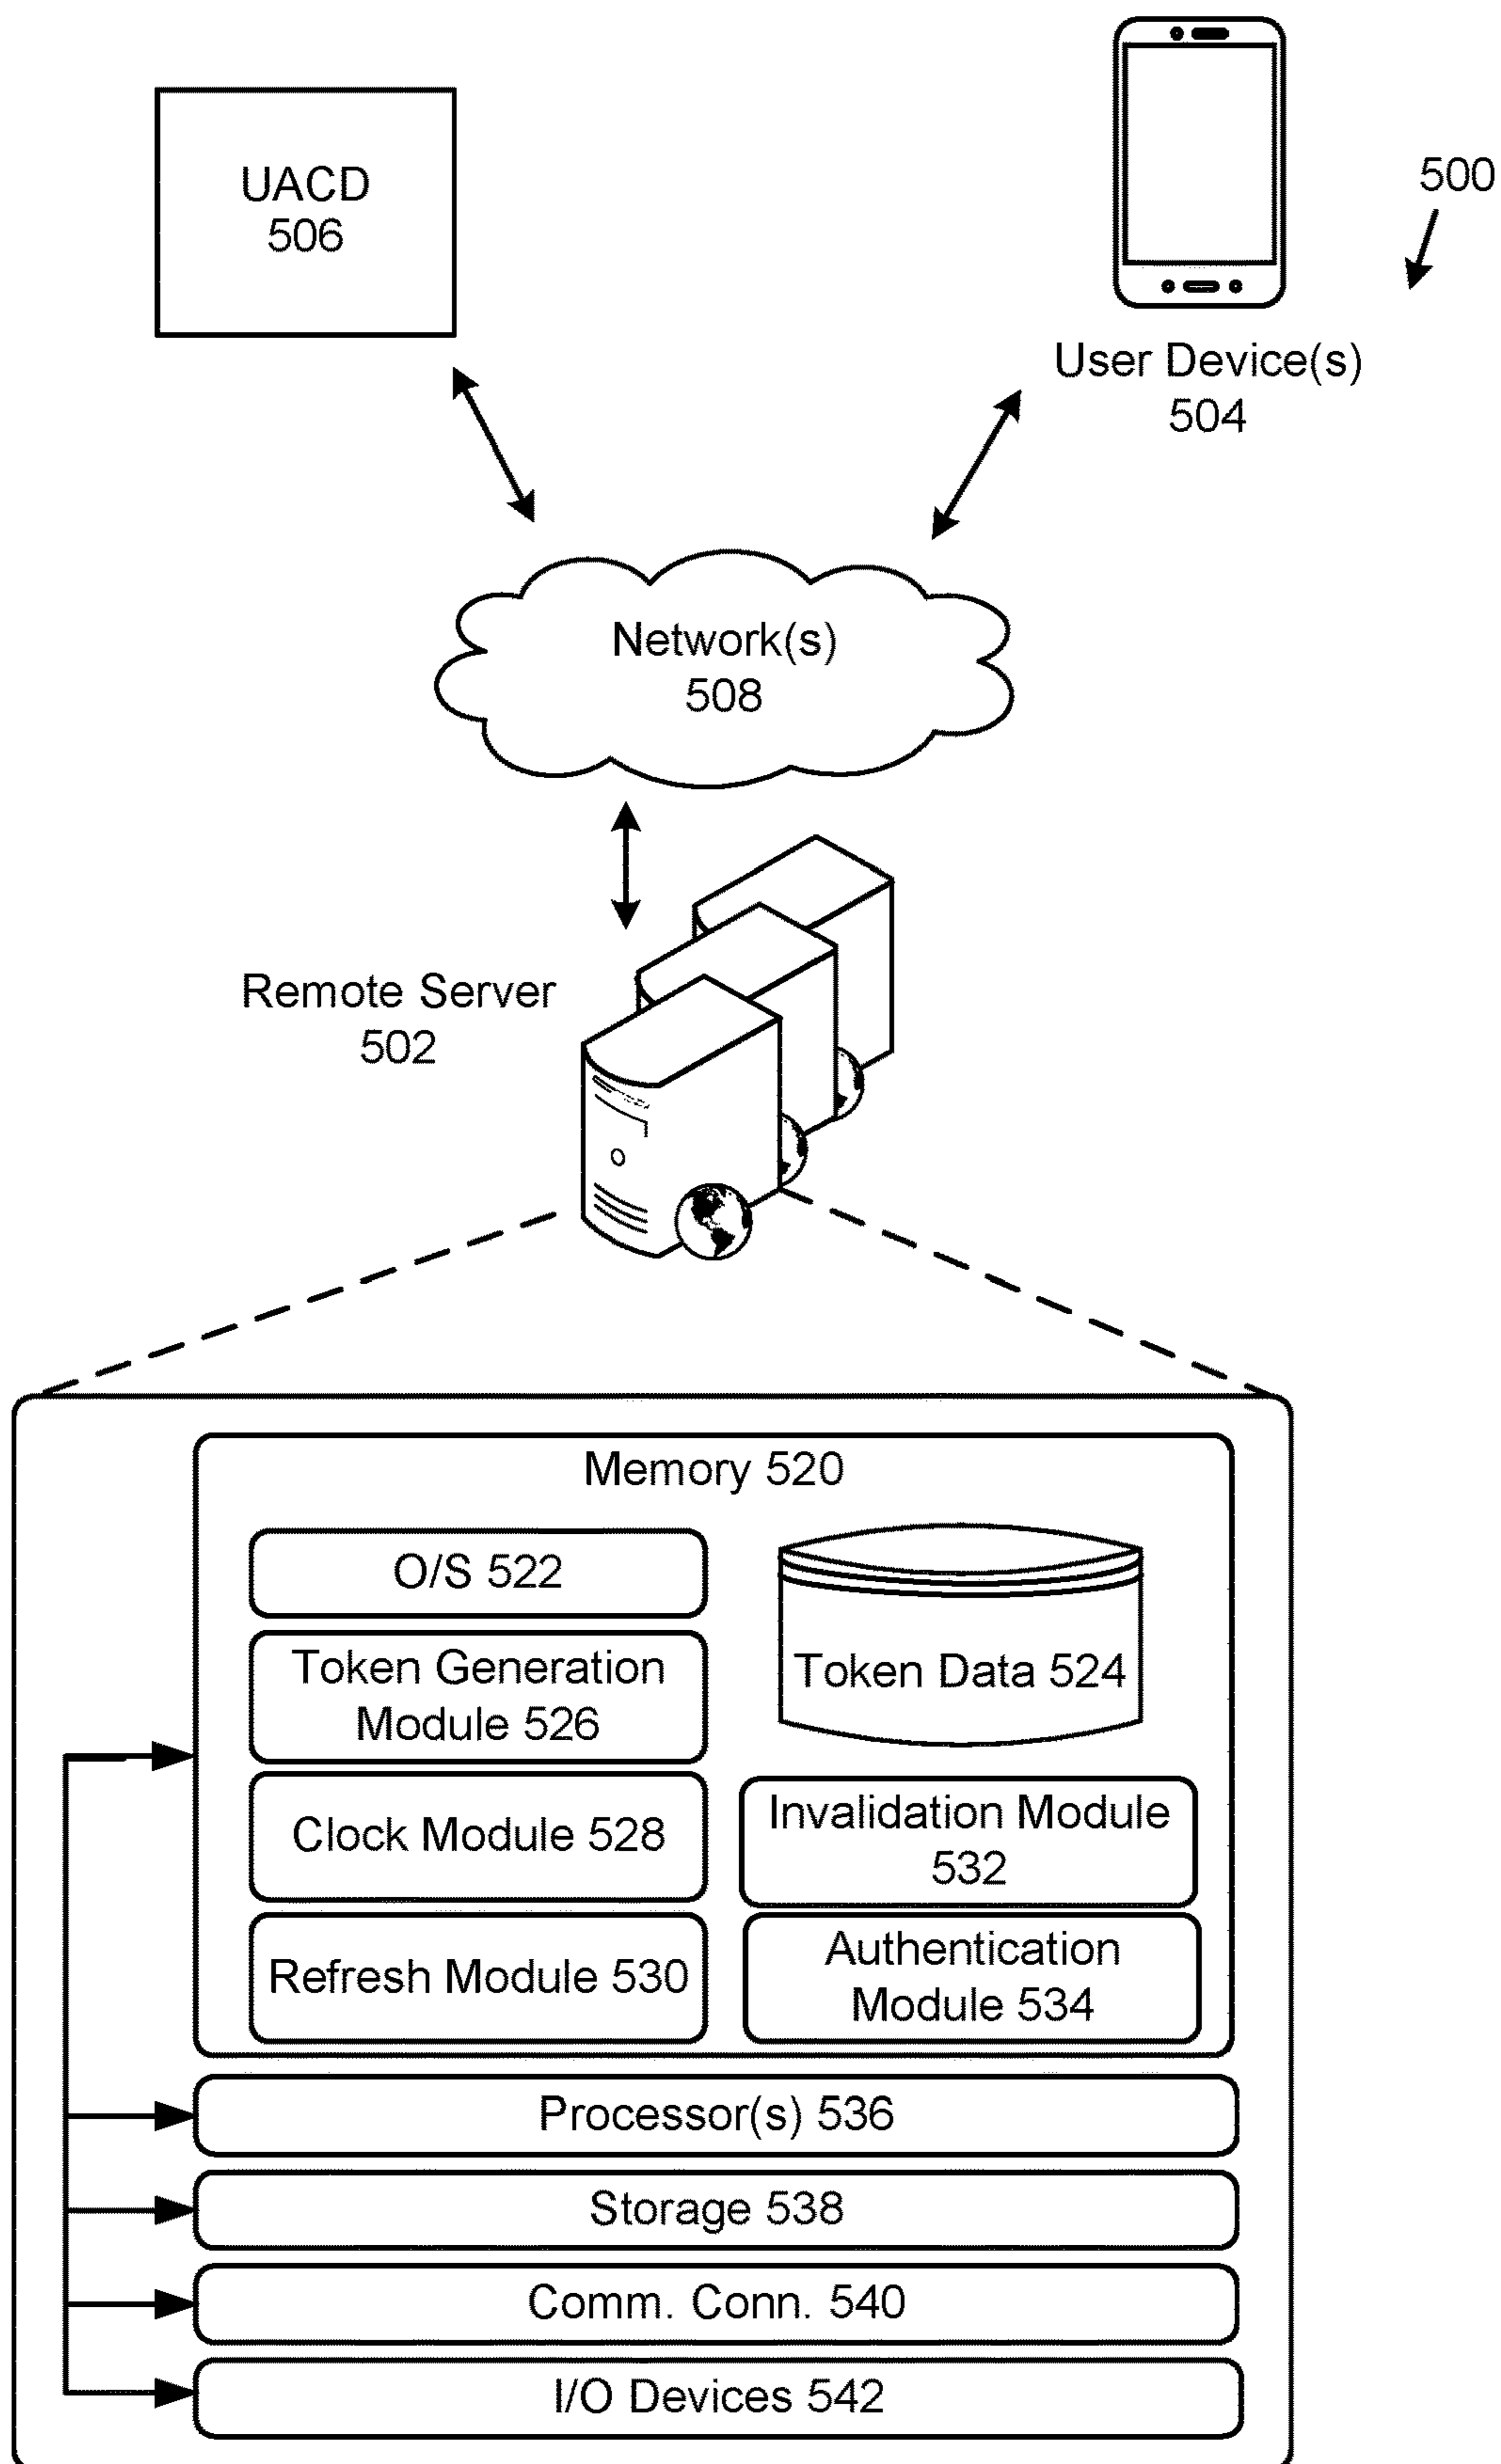 UACD
506
500
User Device(s)
504
Network(s)
508
Remote Server
502
Memory 520
O/S 522
Token Generation
Module 526
Token Data 524
Clock Module 528
Invalidation Module
532
Refresh Module 530
Authentication
Module 534
Processor(s) 536
Storage 538
Comm. Conn. 540
I/O Devices 542